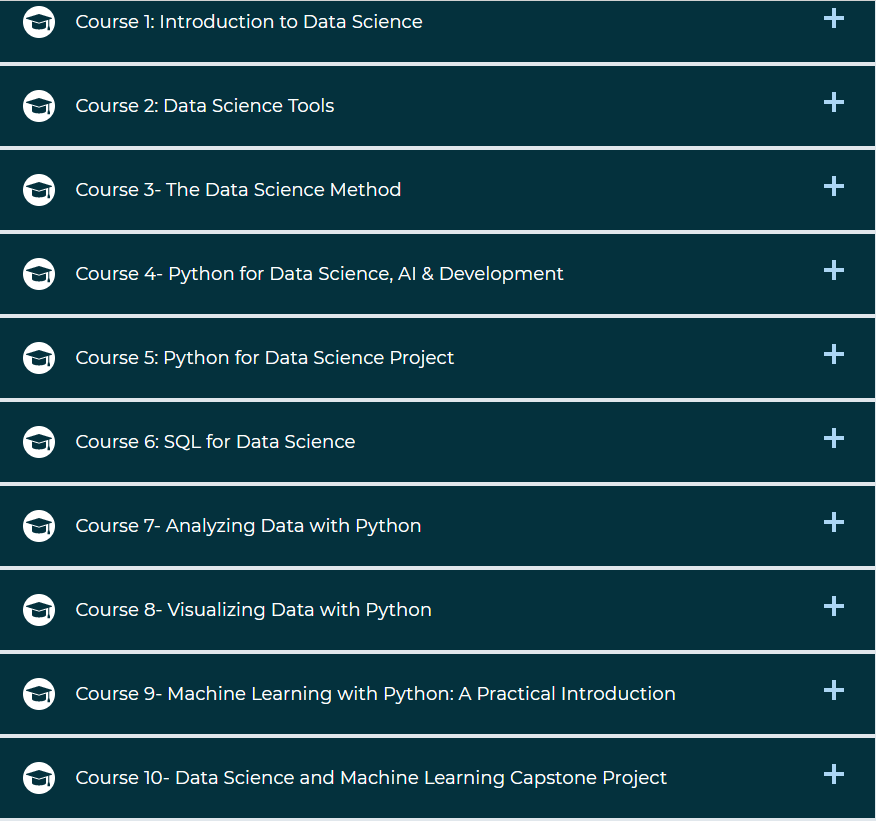 Course 1: Introduction to Data Science
Course 2: Data Science Tools
Course 3- The Data Science Method
Course 4- Python for Data Science, AI & Development
Course 5: Python for Data Science Project
Course 6: SQL for Data Science
Course 7- Analyzing Data with Python
Course 8- Visualizing Data with Python
Course 9- Machine Learning with Python: A Practical Introduction
Course 10- Data Science and Machine Learning Capstone Project